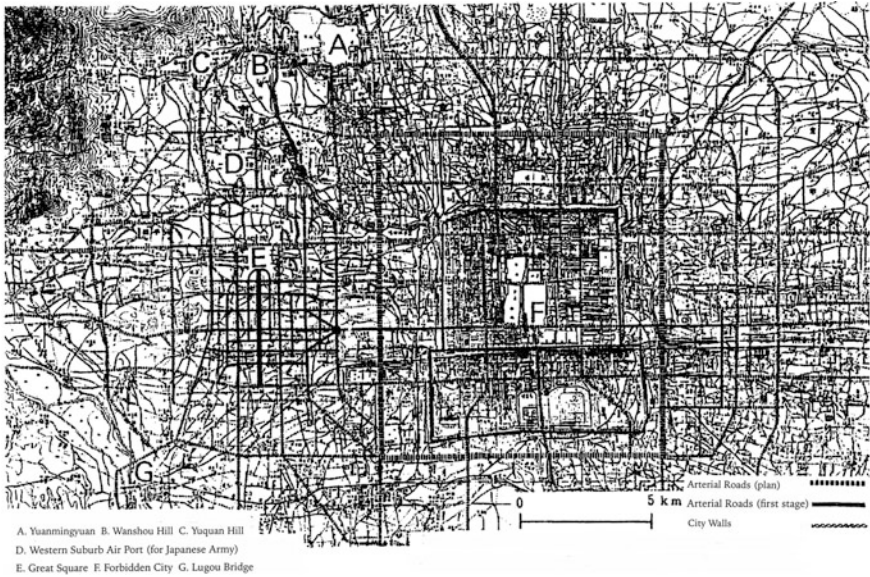 A
B
C
D
E
F
G
0 5 km
Arterial Roads (plan)
Arterial Roads (first stage)
City Walls
A. Yuanmingyuan B. Wanshou Hill C. Yuquan Hill
D. Western Suburb Air Port (for Japanese Army)
E. Great Square F. Forbidden City G. Lugou Bridge